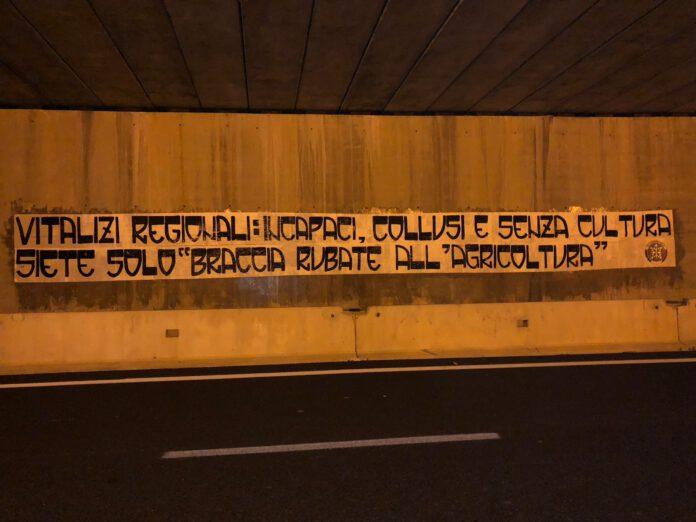 VITALIZI REGIONALI: INCAPACI, COLLUSI E SENZA CULTURA
SIETE SOLO "BRACCIA RUBATE ALL'AGRICOLTURA"